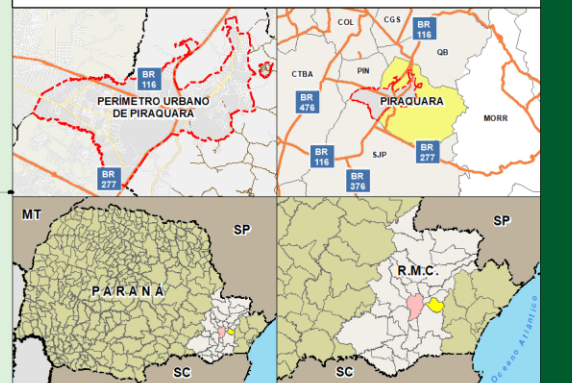 BR
116
PERÍMETRO URBANO
DE PIRAQUARA
BR
277
COL
CGS
BR
116
QB
CTBA
PIN
BR
476
PIRAQUARA
MORR
BR
116
SJP
BR
277
BR
376
MT
SP
PARANÁ
SC
SP
R.M.C.
SC
Oceano Atlântico